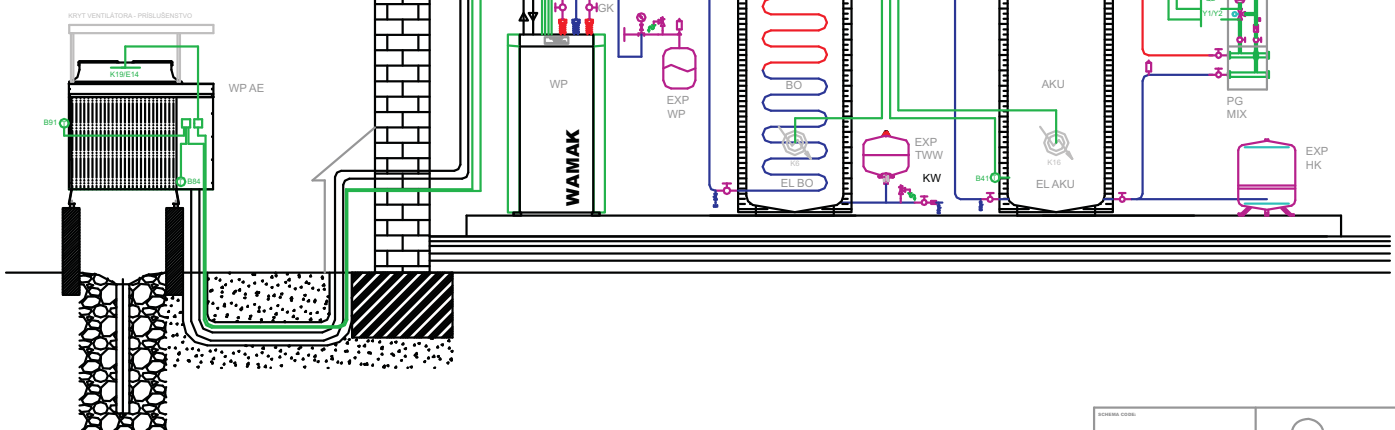 KRYT VENTILÁTORA - PRÍSLUŠENSTVO
K19/E14
WP AE
B91
B84
GK
WP
WAMAK
EXP
WP
BO
K6
EL BO
EXP
TWW
KW
AKU
K16
B41
EL AKU
Y1/Y2
PG
MIX
EXP
HK
SCHEMA CODE: